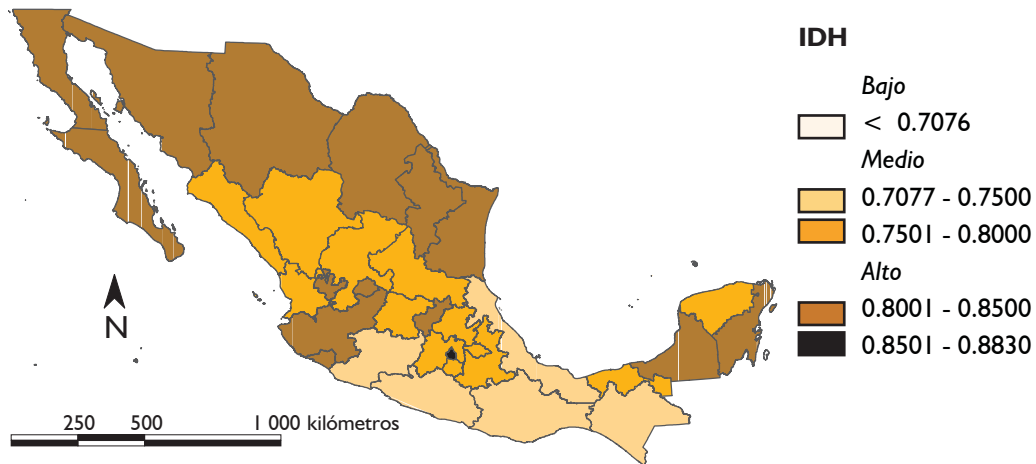 IDH
Bajo
< 0.7076
Medio
0.7077 - 0.7500
0.7501 - 0.8000
Alto
0.8001 - 0.8500
0.8501 - 0.8830
N
250 500 1 000 kilómetros